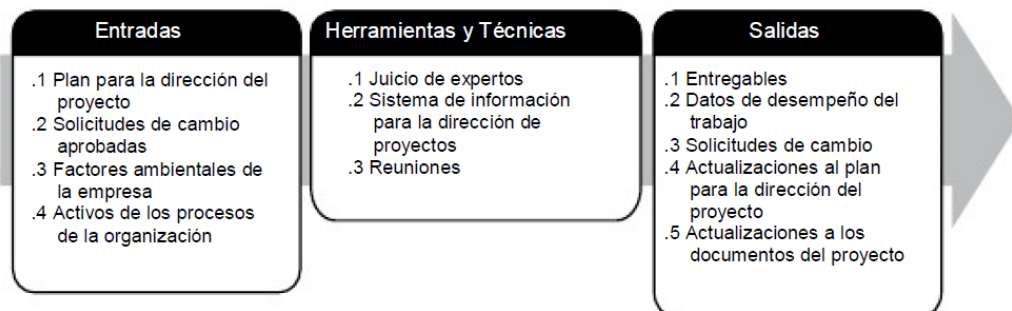 Entradas
.1 Plan para la dirección del
proyecto
.2 Solicitudes de cambio
aprobadas
.3 Factores ambientales de
la empresa
.4 Activos de los procesos
de la organización
Herramientas y Técnicas
.1 Juicio de expertos
.2 Sistema de información
para la dirección de
proyectos
.3 Reuniones
Salidas
.1 Entregables
.2 Datos de desempeño del
trabajo
.3 Solicitudes de cambio
.4 Actualizaciones al plan
para la dirección del
proyecto
.5 Actualizaciones a los
documentos del proyecto